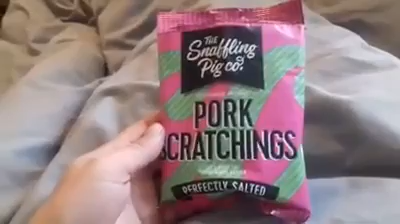 THE
Snaffling
Pig Co.
PORK
SCRATCHINGS
PERFECTLY SALTED